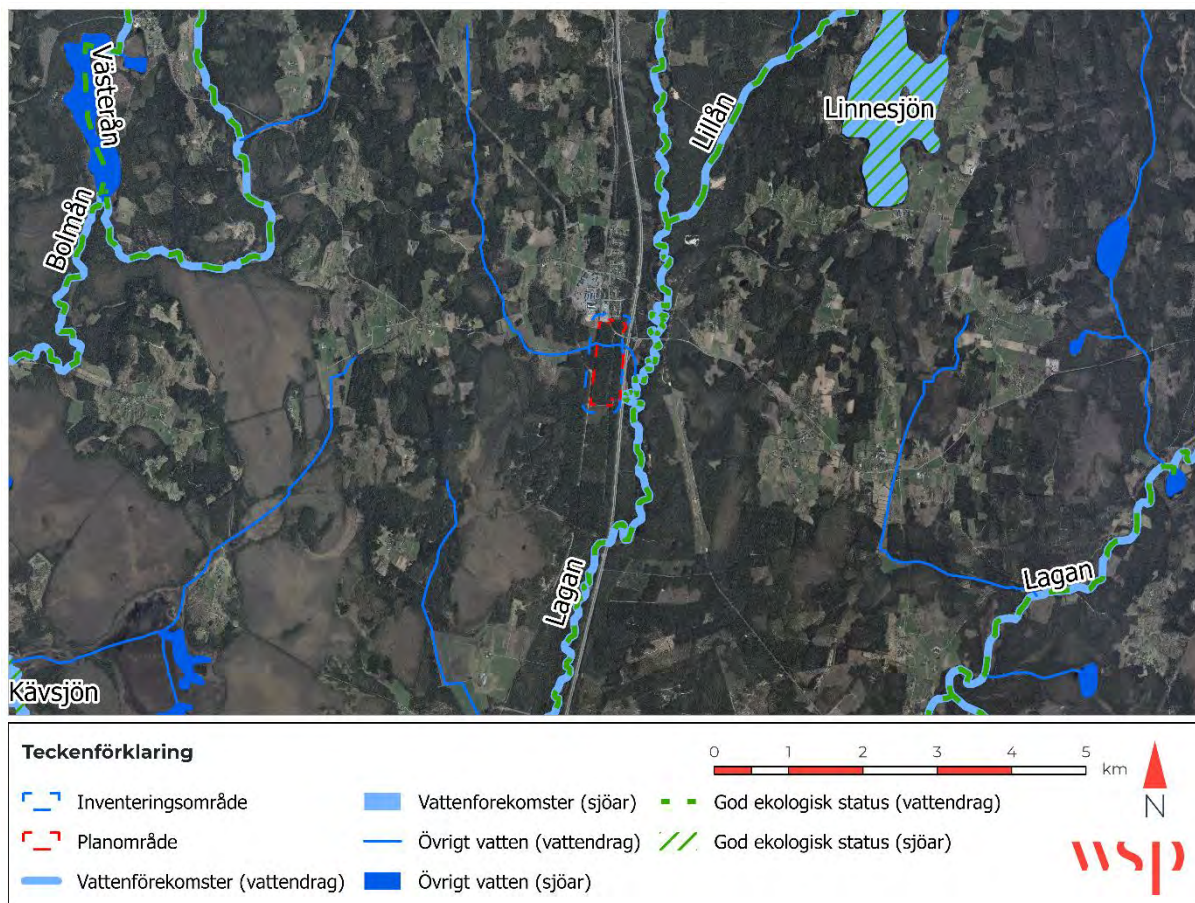 Västerån
Lillån
Linnesjön
Bolmån
Lagan
Lagan
Kävsjön
Teckenförklaring
0 1 2 3 4 5
km
Inventeringsområde
Vattenforekomster (sjöar)
God ekologisk status (vattendrag)
N
Planområde
Övrigt vatten (vattendrag)
God ekologisk status (sjöar)
Vattenförekomster (vattendrag)
Övrigt vatten (sjöar)
wsp